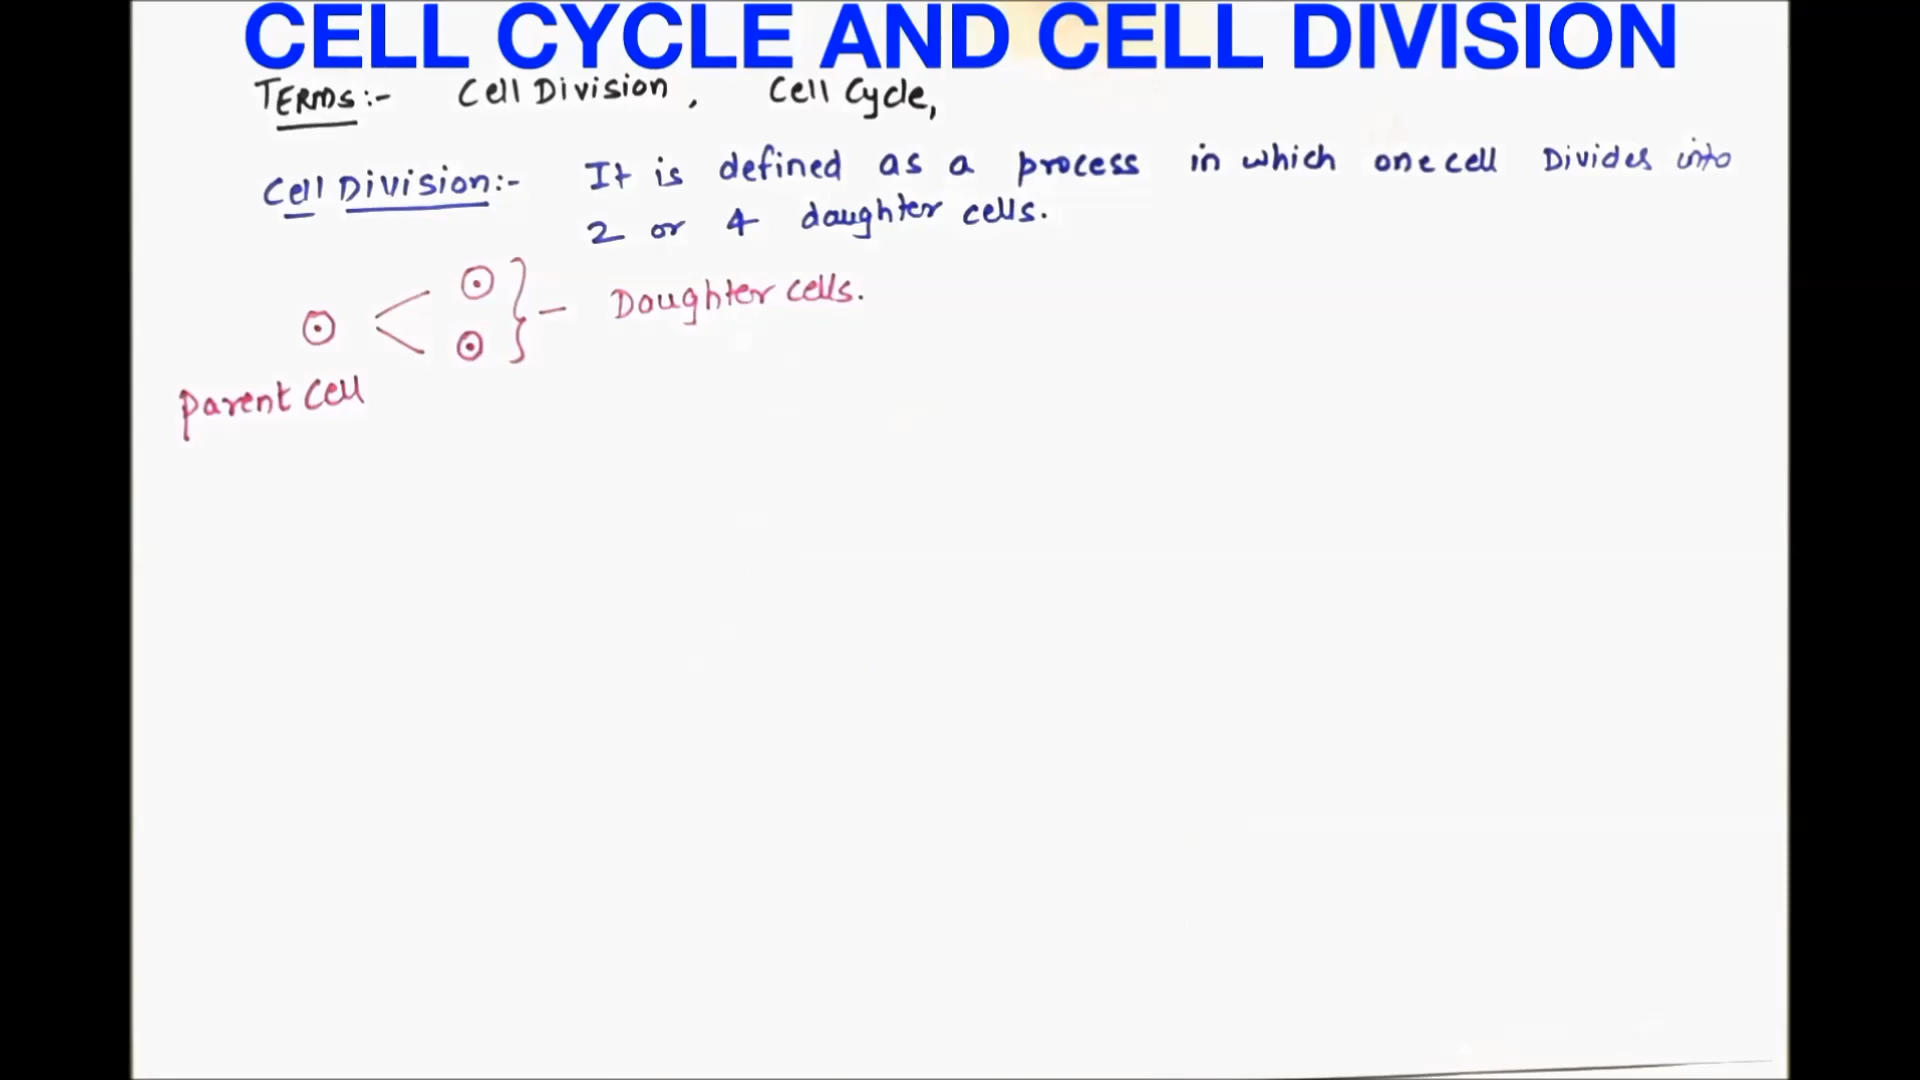 CELL CYCLE AND CELL DIVISION
TERMS:- Cell Division, Cell Cycle,
Cell Division:- It is defined as a process in which one cell Divides into
2 or 4 daughter cells.
Daughter cells.
Parent Cell